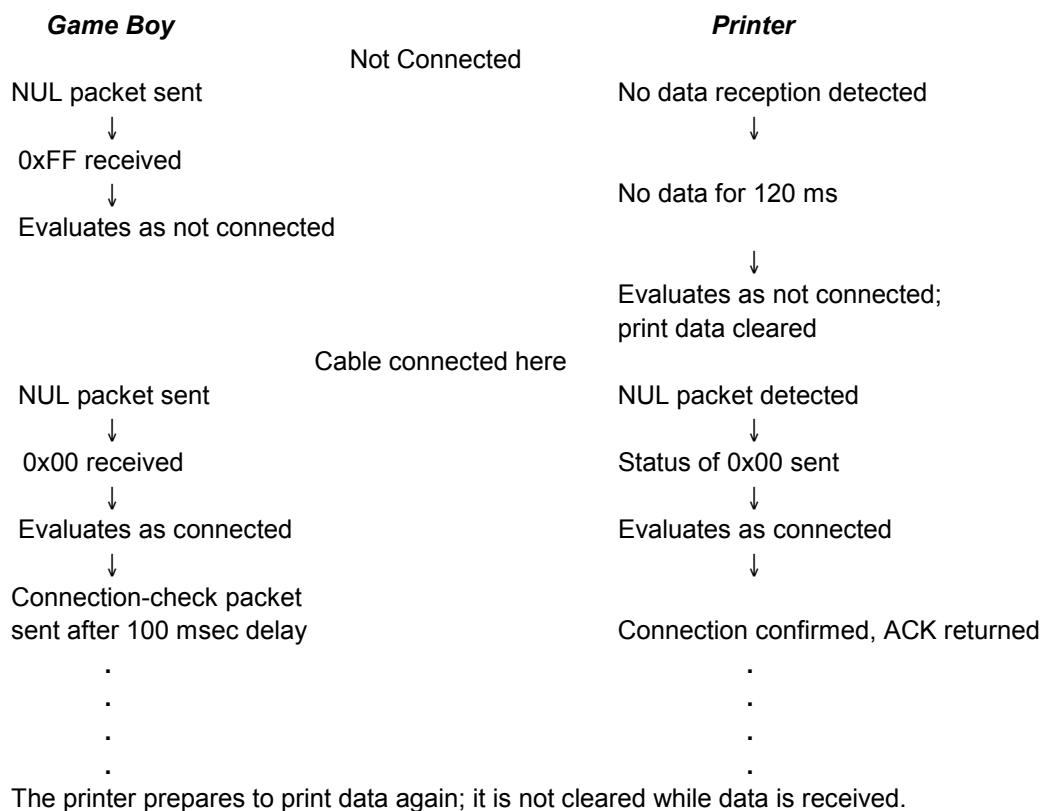 Game Boy Printer
Not Connected
NUL packet sent No data reception detected
↓ ↓
0xFF received
↓ No data for 120 ms
Evaluates as not connected
↓
Evaluates as not connected;
print data cleared
Cable connected here
NUL packet sent NUL packet detected
↓ ↓
0x00 received Status of 0x00 sent
↓ ↓
Evaluates as connected Evaluates as connected
↓ ↓
Connection-check packet
sent after 100 msec delay Connection confirmed, ACK returned
. .
. .
. .
. .
The printer prepares to print data again; it is not cleared while data is received.